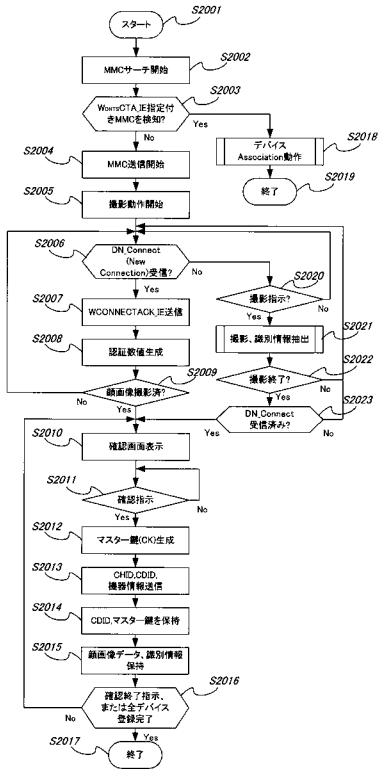 スタート
S2001
MMCサーチ開始
S2002
WONTSCTA_IE指定付
きMMCを検知?
S2003
Yes
No
デバイス
Association動作
S2018
終了
S2019
S2004
MMC送信開始
S2005
撮影動作開始
S2006
DN_Connect
(New
Connection)受信?
No
Yes
S2020
撮影指示?
No
Yes
S2007
WCONNECTACK_IE送信
撮影、識別情報抽出
S2021
S2008
認証数値生成
S2022
撮影終了?
No
Yes
S2009
顔画像撮影済?
No
Yes
DN_Connect
受信済み?
S2023
Yes
No
S2010
確認画面表示
S2011
確認指示
Yes
No
S2012
マスター鍵(CK)生成
S2013
CHID,CDID,
機器情報送信
S2014
CDID,マスター鍵を保持
S2015
顔画像データ、識別情報
保持
S2016
確認終了指示、
または全デバイス
登録完了
No
Yes
S2017
終了